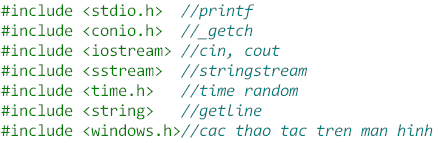 #include <stdio.h>  //printf
#include <conio.h>  //_getch
#include <iostream> //cin, cout
#include <sstream>  //stringstream
#include <time.h>   //time random
#include <string>   //getline
#include <windows.h>//cac thao tac tren man hinh